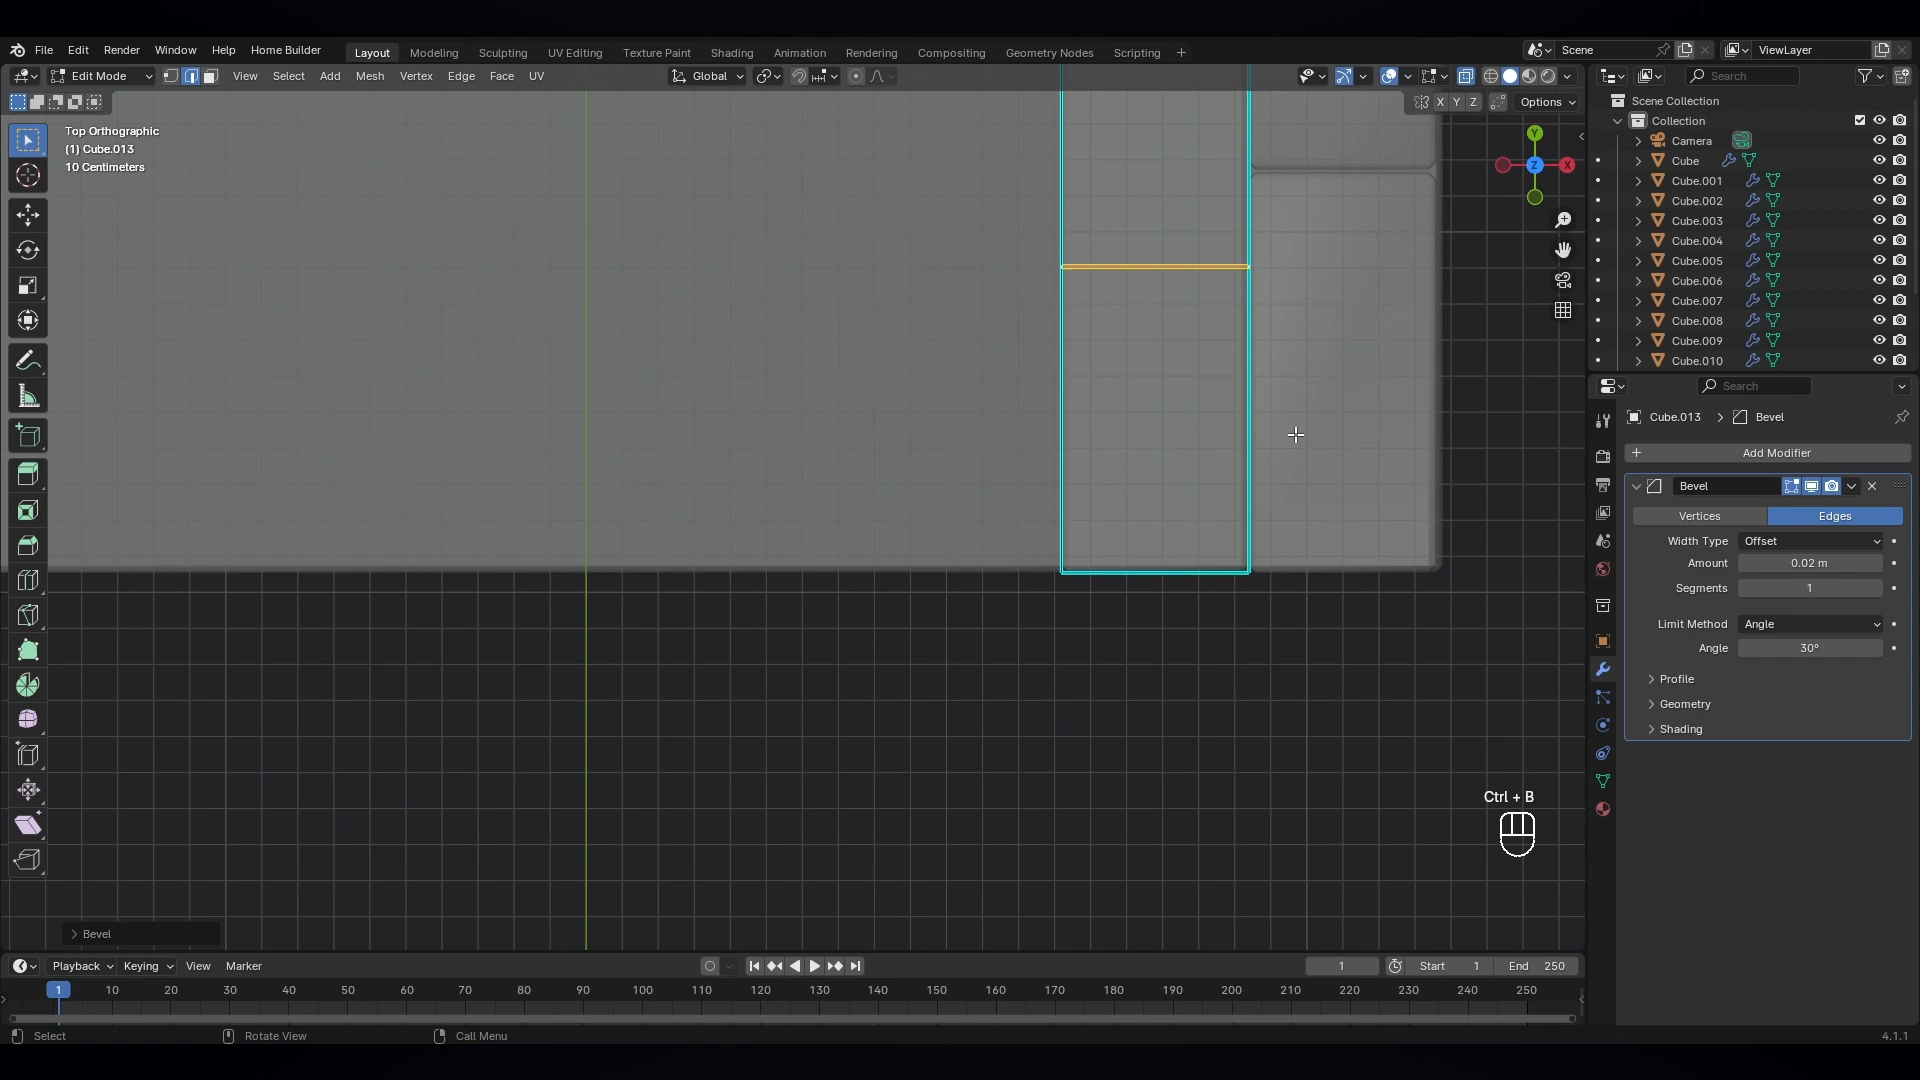 File Edit Render Window Help Home Builder Layout Modeling Sculpting UV Editing Texture Paint Shading Animation Rendering Compositing Geometry Nodes Scripting + Scene ViewLayer
Edit Mode View Select Add Mesh Vertex Edge Face UV Global Search
X Y Z Options
Top Orthographic
(1) Cube.013
10 Centimeters
Y
Z X
Scene Collection
Collection
Camera
Cube
Cube.001
Cube.002
Cube.003
Cube.004
Cube.005
Cube.006
Cube.007
Cube.008
Cube.009
Cube.010
Search
Cube.013 > Bevel
+ Add Modifier
Bevel
Vertices Edges
Width Type Offset
Amount 0.02 m
Segments 1
Limit Method Angle
Angle 30°
Profile
Geometry
Shading
Ctrl + B
Bevel
Playback Keying View Marker 1 Start 1 End 250
1 10 20 30 40 50 60 70 80 90 100 110 120 130 140 150 160 170 180 190 200 210 220 230 240 250
Select Rotate View Call Menu 4.1.1